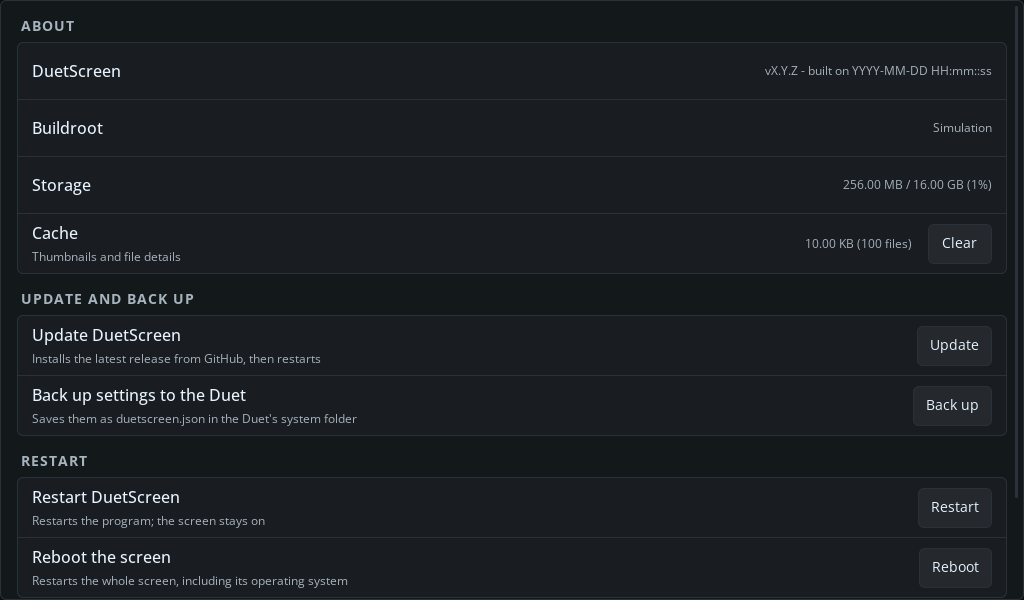 ABOUT
DuetScreen
vX.Y.Z - built on YYYY-MM-DD HH:mm::ss
Buildroot
Simulation
Storage
256.00 MB / 16.00 GB (1%)
Cache
Thumbnails and file details
10.00 KB (100 files)
Clear
UPDATE AND BACK UP
Update DuetScreen
Installs the latest release from GitHub, then restarts
Update
Back up settings to the Duet
Saves them as duetscreen.json in the Duet's system folder
Back up
RESTART
Restart DuetScreen
Restarts the program; the screen stays on
Restart
Reboot the screen
Restarts the whole screen, including its operating system
Reboot